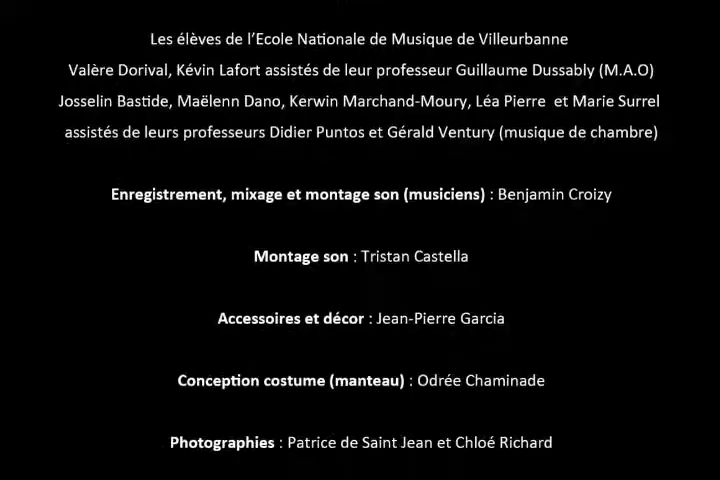 Les élèves de l’Ecole Nationale de Musique de Villeurbanne
Valère Dorival, Kévin Lafort assistés de leur professeur Guillaume Dussably (M.A.O)
Josselin Bastide, Maëlenn Dano, Kerwin Marchand-Moury, Léa Pierre et Marie Surrel
assistés de leurs professeurs Didier Puntos et Gérald Ventury (musique de chambre)
Enregistrement, mixage et montage son (musiciens) : Benjamin Croizy
Montage son : Tristan Castella
Accessoires et décor : Jean-Pierre Garcia
Conception costume (manteau) : Odrée Chaminade
Photographies : Patrice de Saint Jean et Chloé Richard